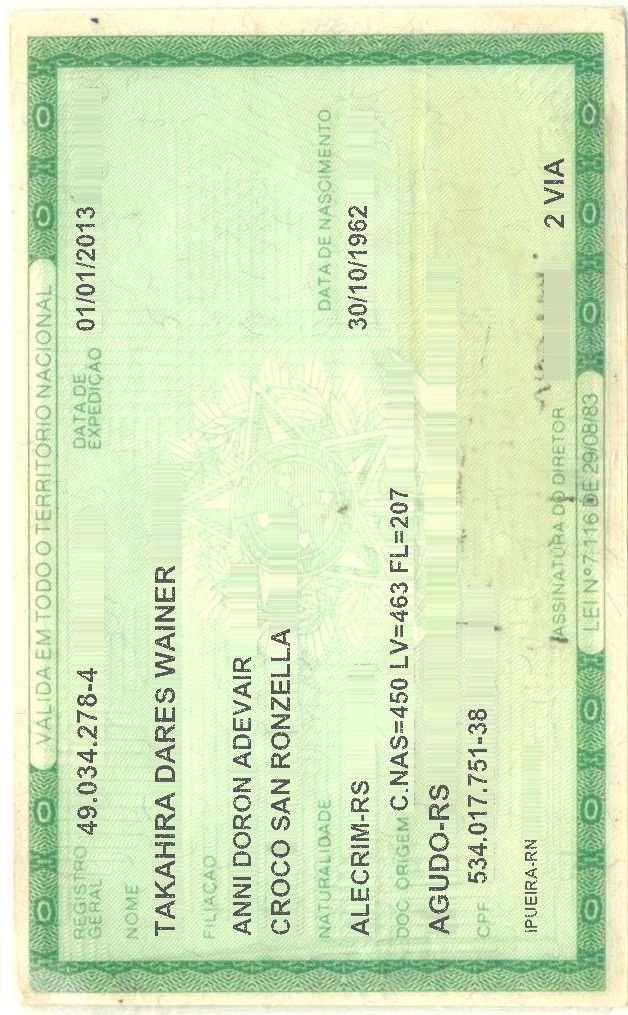 VÁLIDA EM TODO O TERRITÓRIO NACIONAL
REGISTRO GERAL 49.034.278-4 DATA DE EXPEDIÇÃO 01/01/2013
NOME
TAKAHIRA DARES WAINER
FILIAÇÃO
ANNI DORON ADEVAIR
CROCO SAN RONZELLA
NATURALIDADE DATA DE NASCIMENTO
ALECRIM-RS 30/10/1962
DOC. ORIGEM C.NAS=450 LV=463 FL=207
AGUDO-RS
CPF 534.017.751-38
IPUEIRA-RN 2 VIA
ASSINATURA DO DIRETOR
LEI Nº 7.116 DE 29/08/83